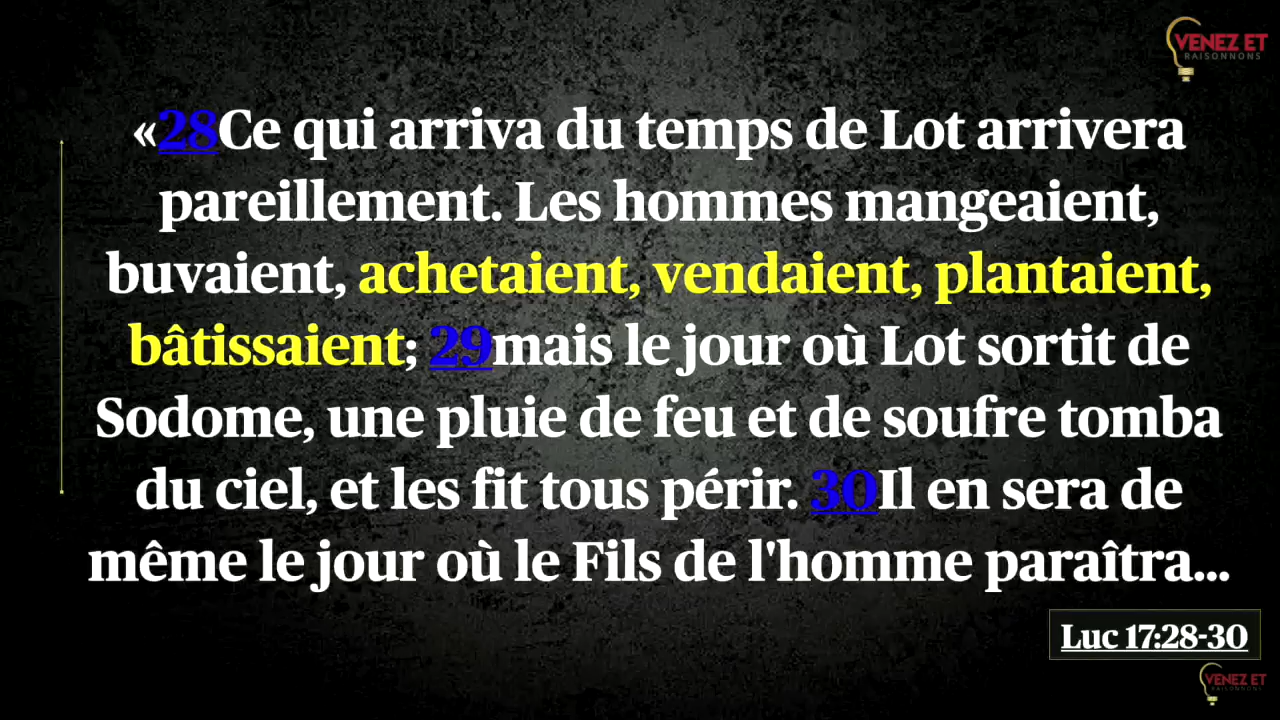 VENEZ ET
RAISONNONS
«28Ce qui arriva du temps de Lot arrivera
pareillement. Les hommes mangeaient,
buvaient, achetaient, vendaient, plantaient,
bâtissaient; 29mais le jour où Lot sortit de
Sodome, une pluie de feu et de soufre tomba
du ciel, et les fit tous périr. 30Il en sera de
même le jour où le Fils de l'homme paraîtra...
Luc 17:28-30
VENEZ ET
RAISONNONS